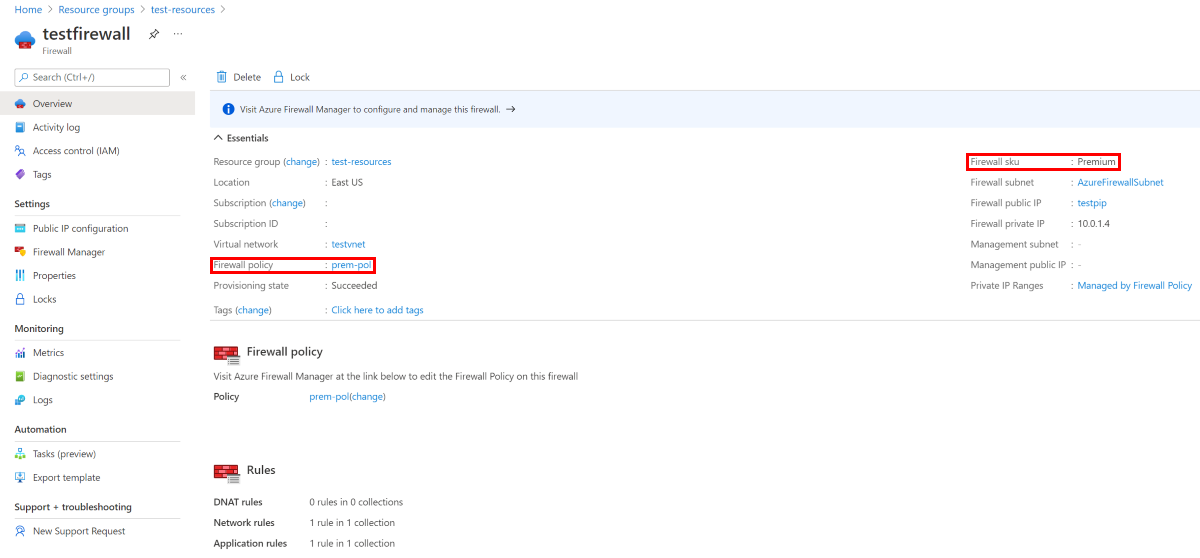 Home > Resource groups > test-resources >
testfirewall ···
Firewall
Search (Ctrl+/) «
Overview
Activity log
Access control (IAM)
Tags
Settings
Public IP configuration
Firewall Manager
Properties
Locks
Monitoring
Metrics
Diagnostic settings
Logs
Automation
Tasks (preview)
Export template
Support + troubleshooting
New Support Request
Delete Lock
Visit Azure Firewall Manager to configure and manage this firewall. →
Essentials
Resource group (change) : test-resources
Location : East US
Subscription (change) :
Subscription ID :
Virtual network : testvnet
Firewall policy : prem-pol
Provisioning state : Succeeded
Tags (change) : Click here to add tags
Firewall sku : Premium
Firewall subnet : AzureFirewallSubnet
Firewall public IP : testpip
Firewall private IP : 10.0.1.4
Management subnet : -
Management public IP : -
Private IP Ranges : Managed by Firewall Policy
Firewall policy
Visit Azure Firewall Manager at the link below to edit the Firewall Policy on this firewall
Policy prem-pol(change)
Rules
DNAT rules 0 rules in 0 collections
Network rules 1 rule in 1 collection
Application rules 1 rule in 1 collection